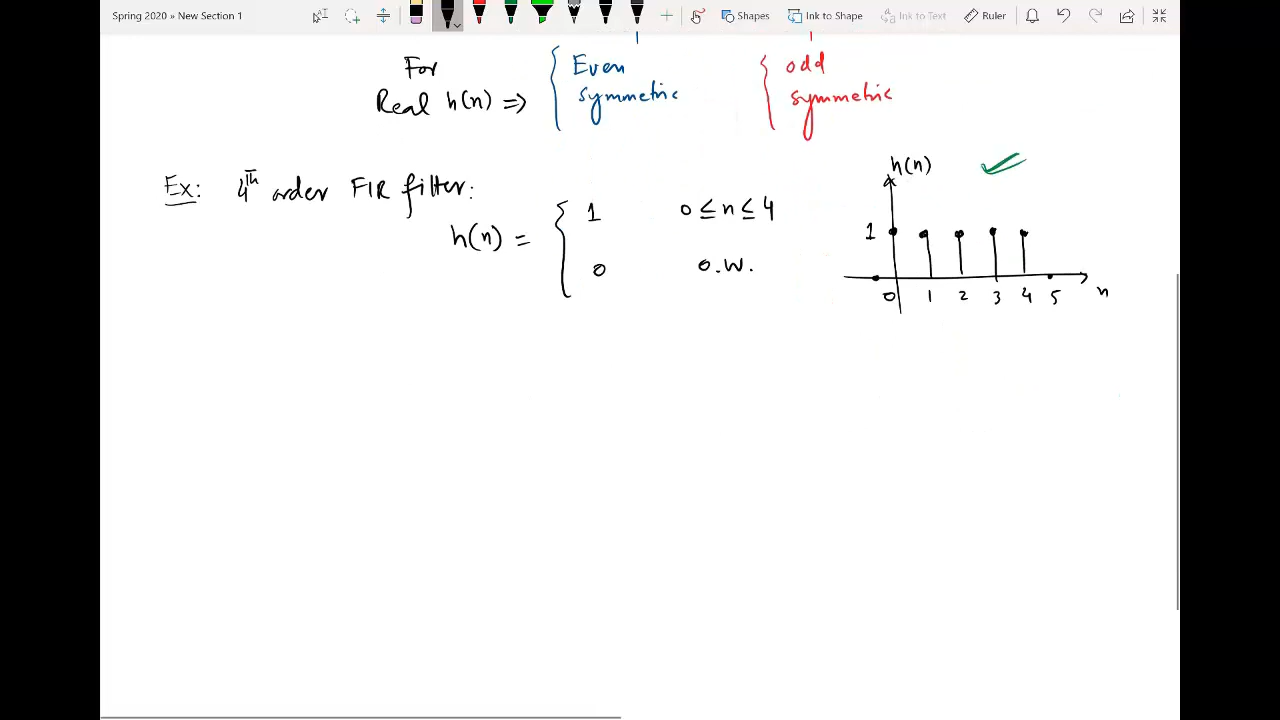 Spring 2020 » New Section 1
Shapes
Ink to Shape
Ink to Text
Ruler
For
Real h(n) ⇒
Even
symmetric
odd
symmetric
Ex: 4th order FIR filter:
h(n) = { 1 0 ≤ n ≤ 4
0 o.w.
h(n)
1
0 1 2 3 4 5 n